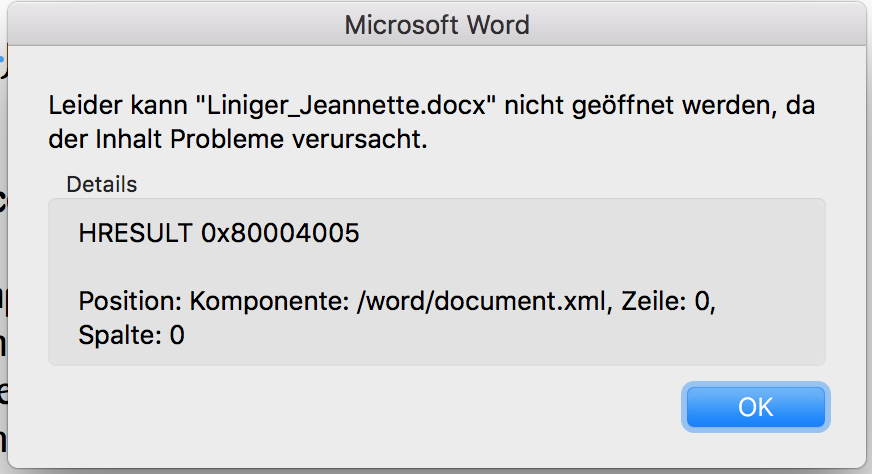 Microsoft Word
Leider kann "Liniger_Jeannette.docx" nicht geöffnet werden, da
der Inhalt Probleme verursacht.
Details
HRESULT 0x80004005
Position: Komponente: /word/document.xml, Zeile: 0,
Spalte: 0
OK